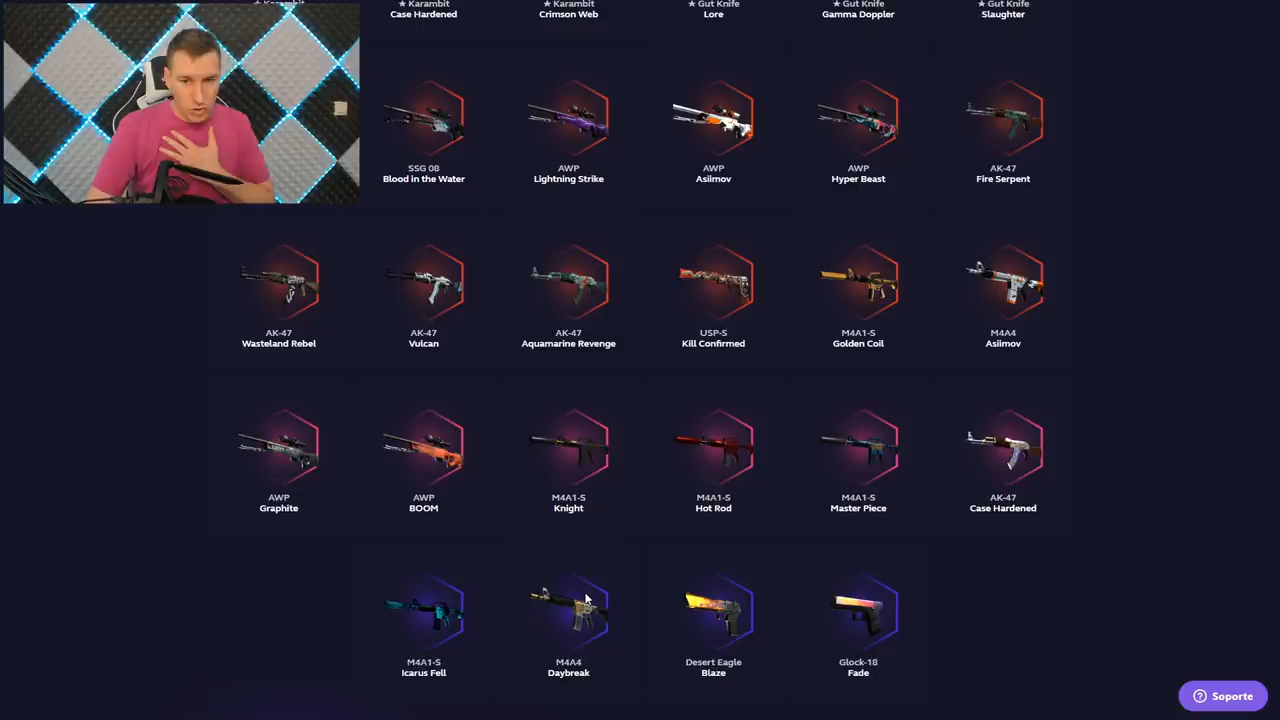 ★ Karambit
★ Karambit
★ Karambit
★ Gut Knife
★ Gut Knife
★ Gut Knife
Case Hardened
Crimson Web
Lore
Gamma Doppler
Slaughter
SSG 08
AWP
AWP
AWP
AK-47
Blood in the Water
Lightning Strike
Asiimov
Hyper Beast
Fire Serpent
AK-47
AK-47
AK-47
USP-S
M4A1-S
M4A4
Wasteland Rebel
Vulcan
Aquamarine Revenge
Kill Confirmed
Golden Coil
Asiimov
AWP
AWP
M4A1-S
M4A1-S
M4A1-S
AK-47
Graphite
BOOM
Knight
Hot Rod
Master Piece
Case Hardened
M4A1-S
M4A4
Desert Eagle
Glock-18
Icarus Fell
Daybreak
Blaze
Fade
Soporte